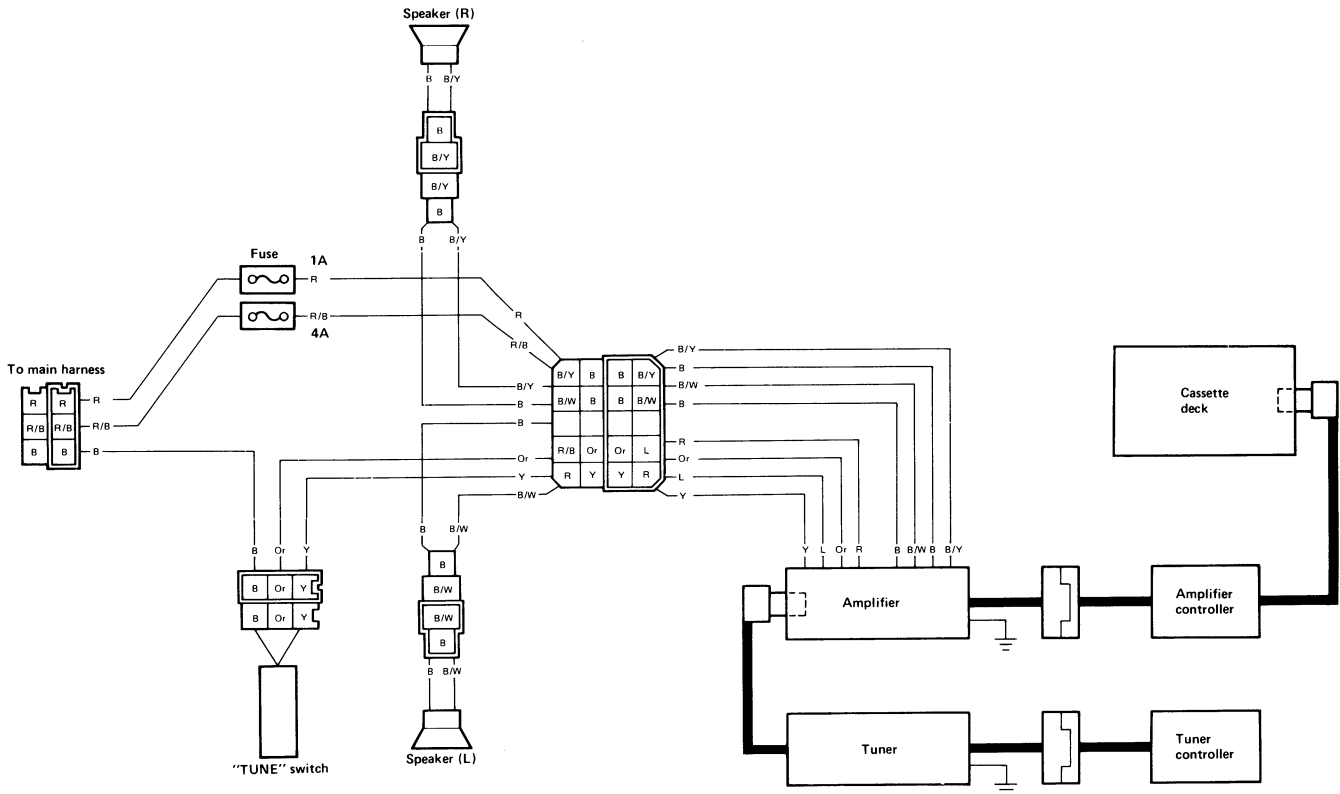 Speaker (R)
B B/Y
B
B/Y
B/Y
B
B B/Y
Fuse
1A
R
R/B
4A
R
R/B
To main harness
R R R
R/B R/B R/B
B B B
B/Y
B
B
Or
Y
B/W
B/Y B B B/Y
B/W B B B/W
R/B Or Or L
R Y Y R
B/Y
B
B/W
B
R
Or
L
Y
Cassette
deck
B Or Y
B Or Y
B Or Y
"TUNE" switch
B B/W
B
B/W
B/W
B
B B/W
Speaker (L)
Y L Or R B B/W B B/Y
Amplifier
Amplifier
controller
Tuner
Tuner
controller